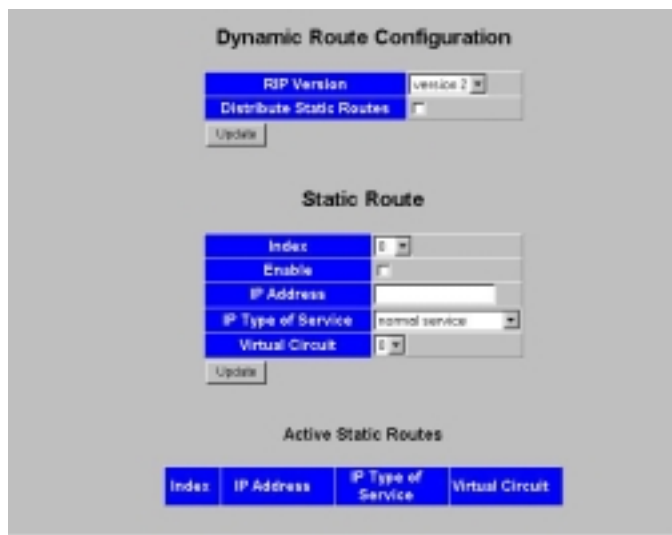 Dynamic Route Configuration
RIP Version version 2
Distribute Static Routes
Update
Static Route
Index 0
Enable
IP Address
IP Type of Service normal service
Virtual Circuit 0
Update
Active Static Routes
Index IP Address IP Type of Service Virtual Circuit